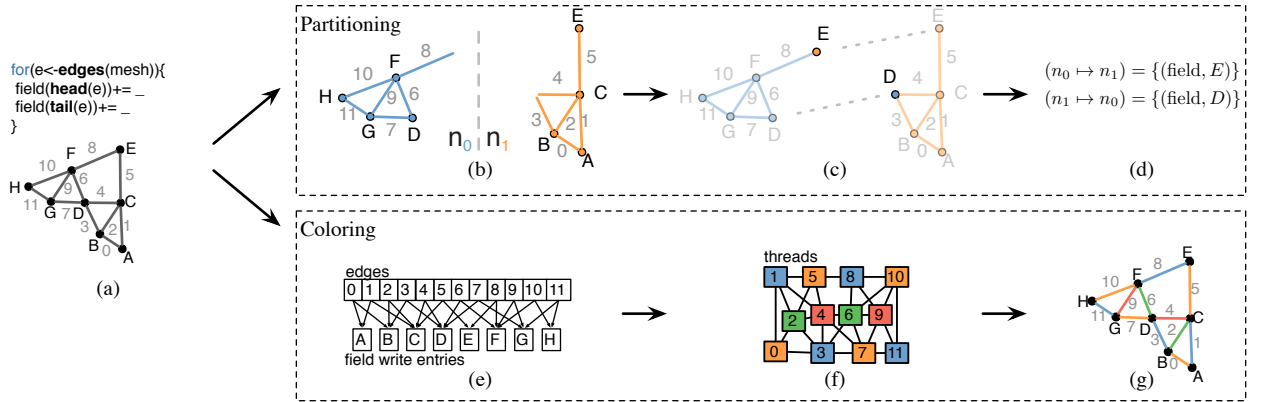 for(e<-edges(mesh)){
field(head(e))+= _
field(tail(e))+= _
}
8
E
F
10
5
6
H
9
4
C
11
G
7
D
3
2
1
B
0
A
(a)
Partitioning
8
F
10
H
9
6
11
G
7
D
n0
n1
E
5
4
C
3
2
1
B
0
A
(b)
E
8
F
10
H
9
6
11
G
7
D
E
5
4
D
C
3
2
1
B
0
A
(c)
(n0 ↦ n1) = {(field, E)}
(n1 ↦ n0) = {(field, D)}
(d)
Coloring
edges
0 1 2 3 4 5 6 7 8 9 10 11
A B C D E F G H
field write entries
(e)
threads
1 5 8 10
2 4 6 9
0 3 7 11
(f)
E
8
F
10
5
H
9
6
4
C
11
G
7
D
3
2
1
B
0
A
(g)